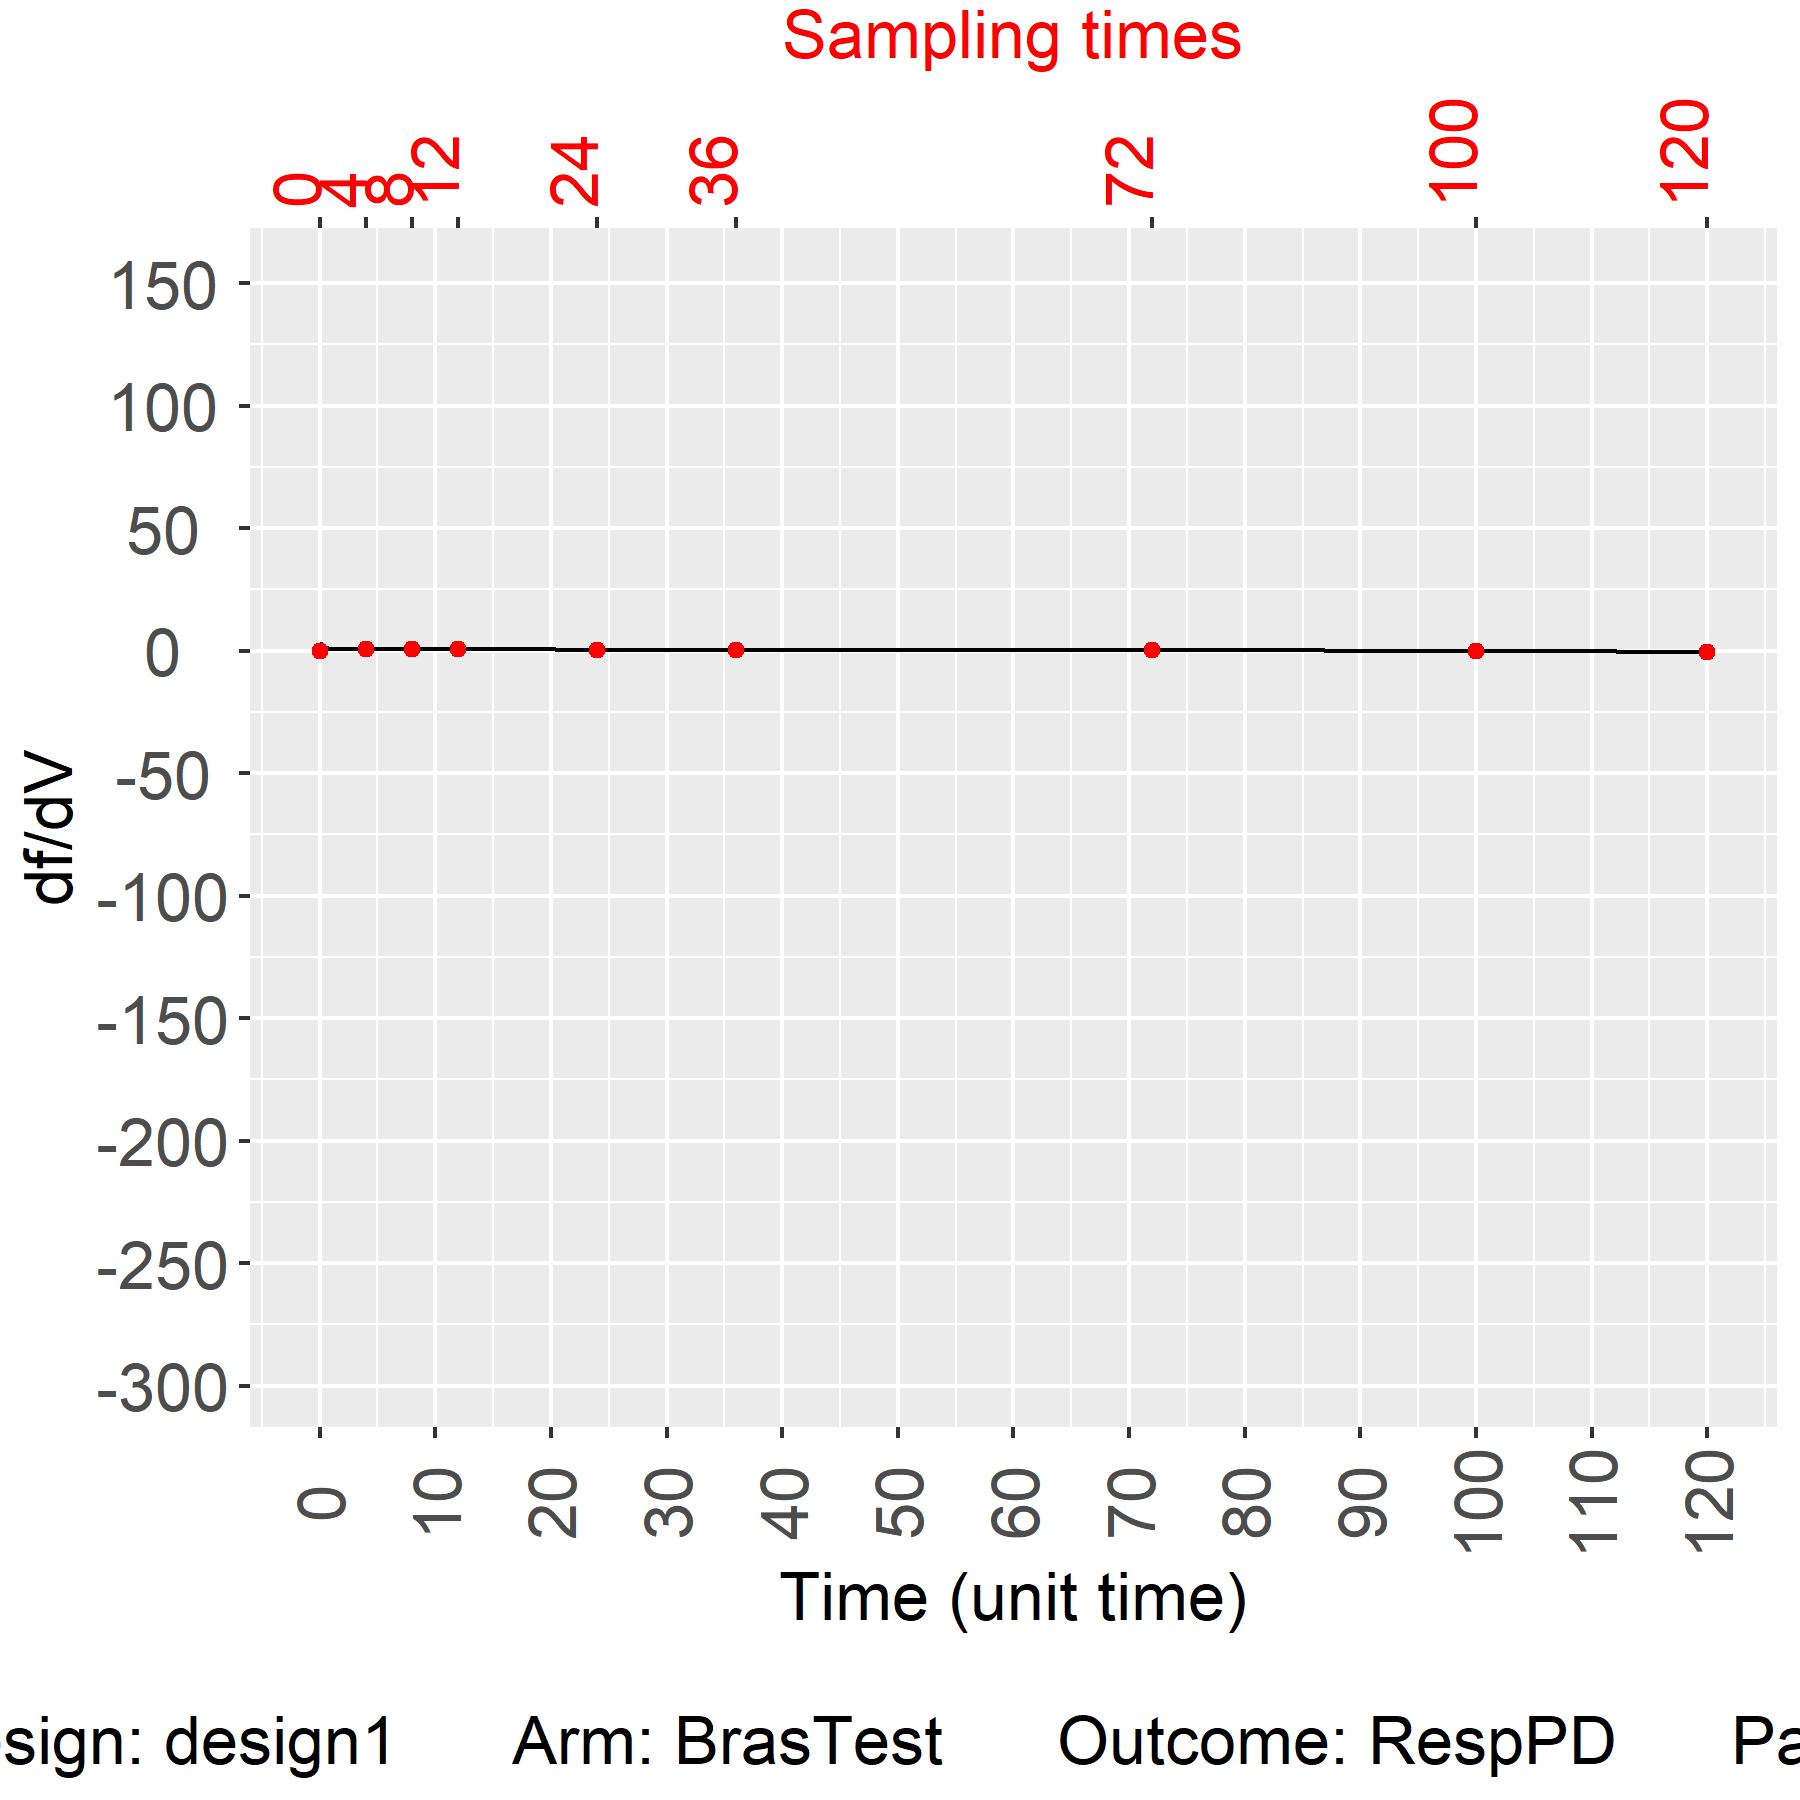 Sampling times
0 4 8 12 24 36 72 100 120
150
100
50
0
-50
-100
-150
-200
-250
-300
df/dV
0 10 20 30 40 50 60 70 80 90 100 110 120
Time (unit time)
sign: design1 Arm: BrasTest Outcome: RespPD Pa